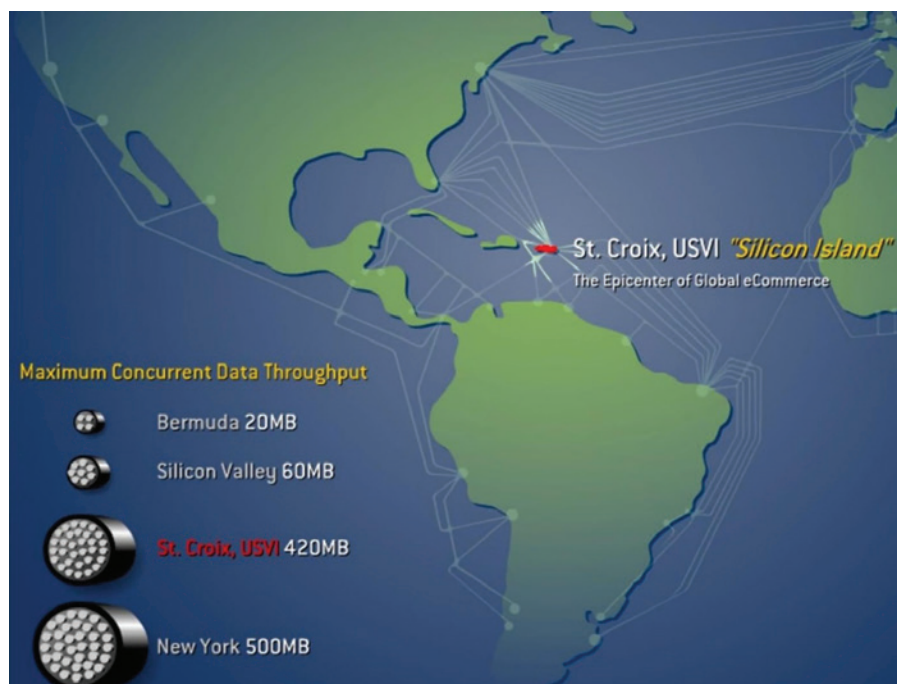 St. Croix, USVI "Silicon Island"
The Epicenter of Global eCommerce
Maximum Concurrent Data Throughput
Bermuda 20MB
Silicon Valley 60MB
St. Croix, USVI 420MB
New York 500MB